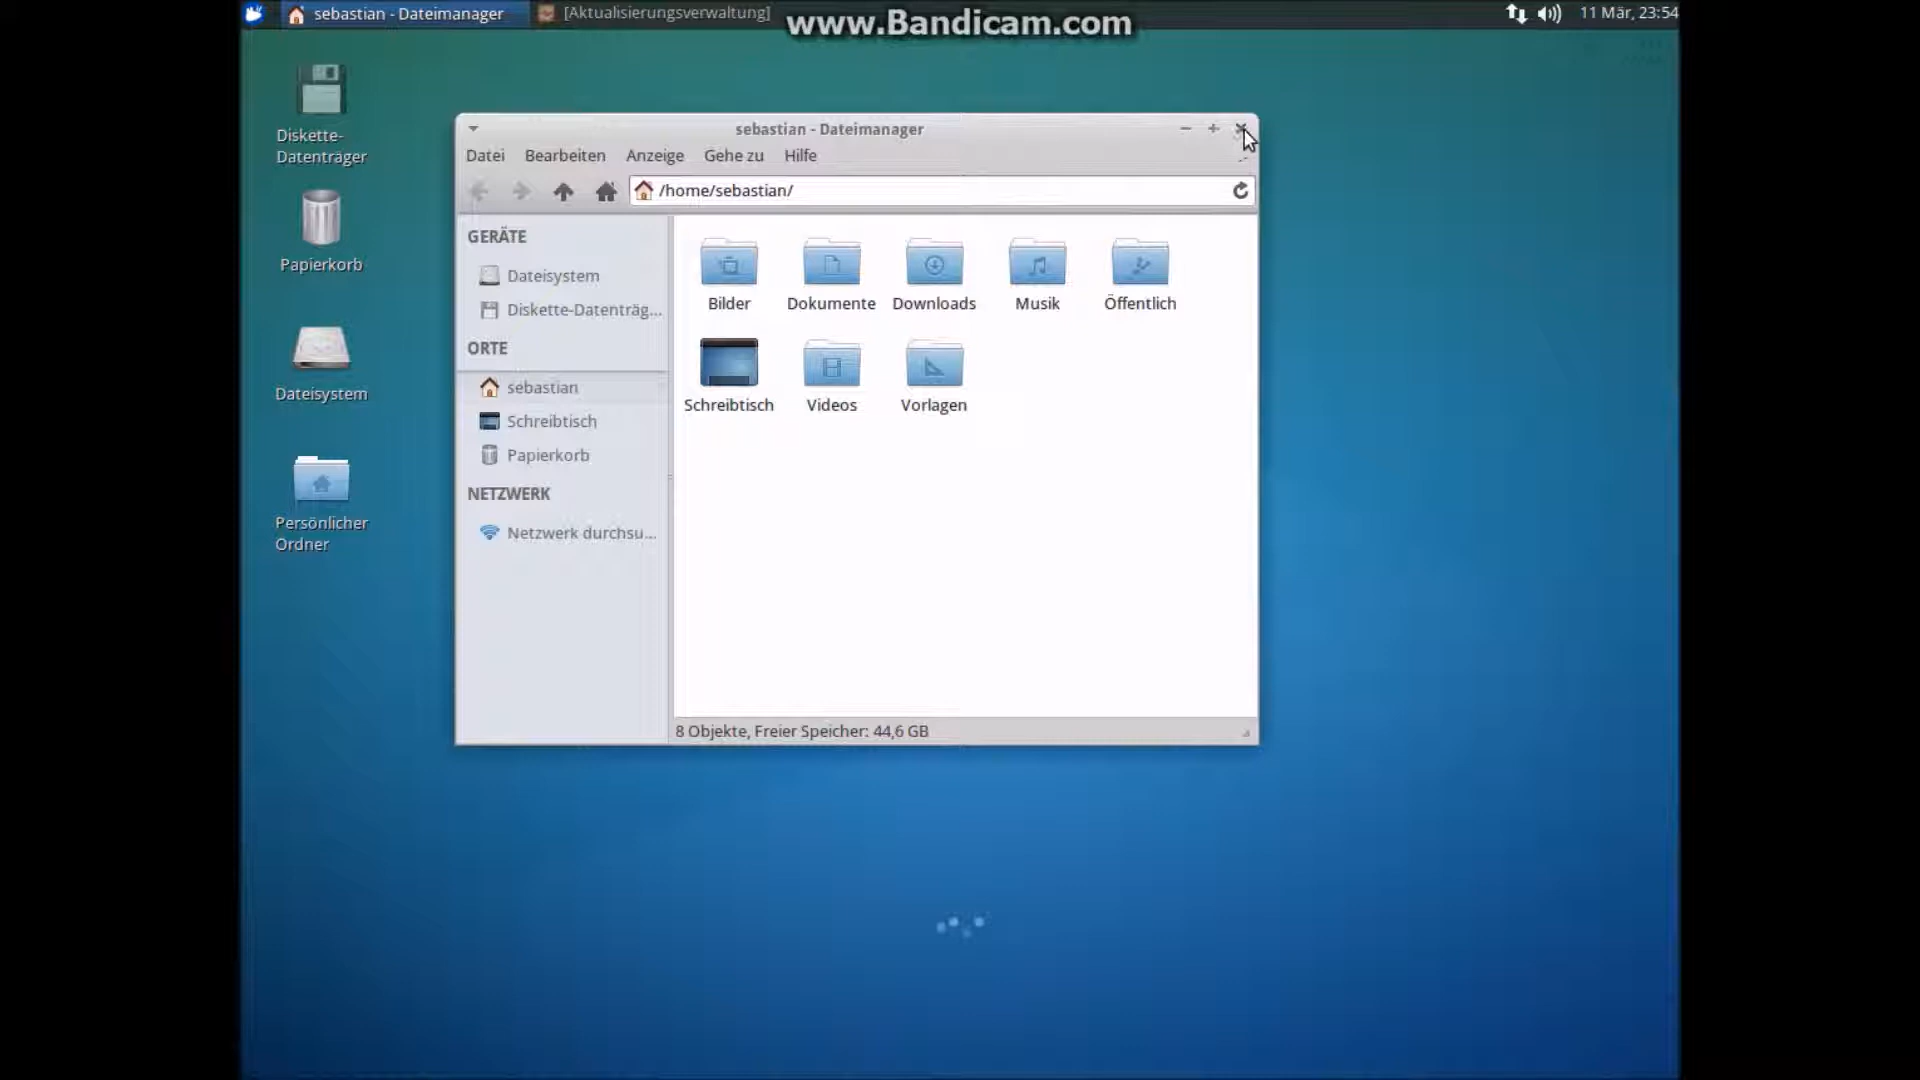 sebastian - Dateimanager
[Aktualisierungsverwaltung]
www.Bandicam.com
11 Mär, 23:54
Diskette-
Datenträger
Papierkorb
Dateisystem
Persönlicher
Ordner
sebastian - Dateimanager
Datei Bearbeiten Anzeige Gehe zu Hilfe
/home/sebastian/
GERÄTE
Dateisystem
Diskette-Datenträg...
ORTE
sebastian
Schreibtisch
Papierkorb
NETZWERK
Netzwerk durchsu...
Bilder Dokumente Downloads Musik Öffentlich
Schreibtisch Videos Vorlagen
8 Objekte, Freier Speicher: 44,6 GB